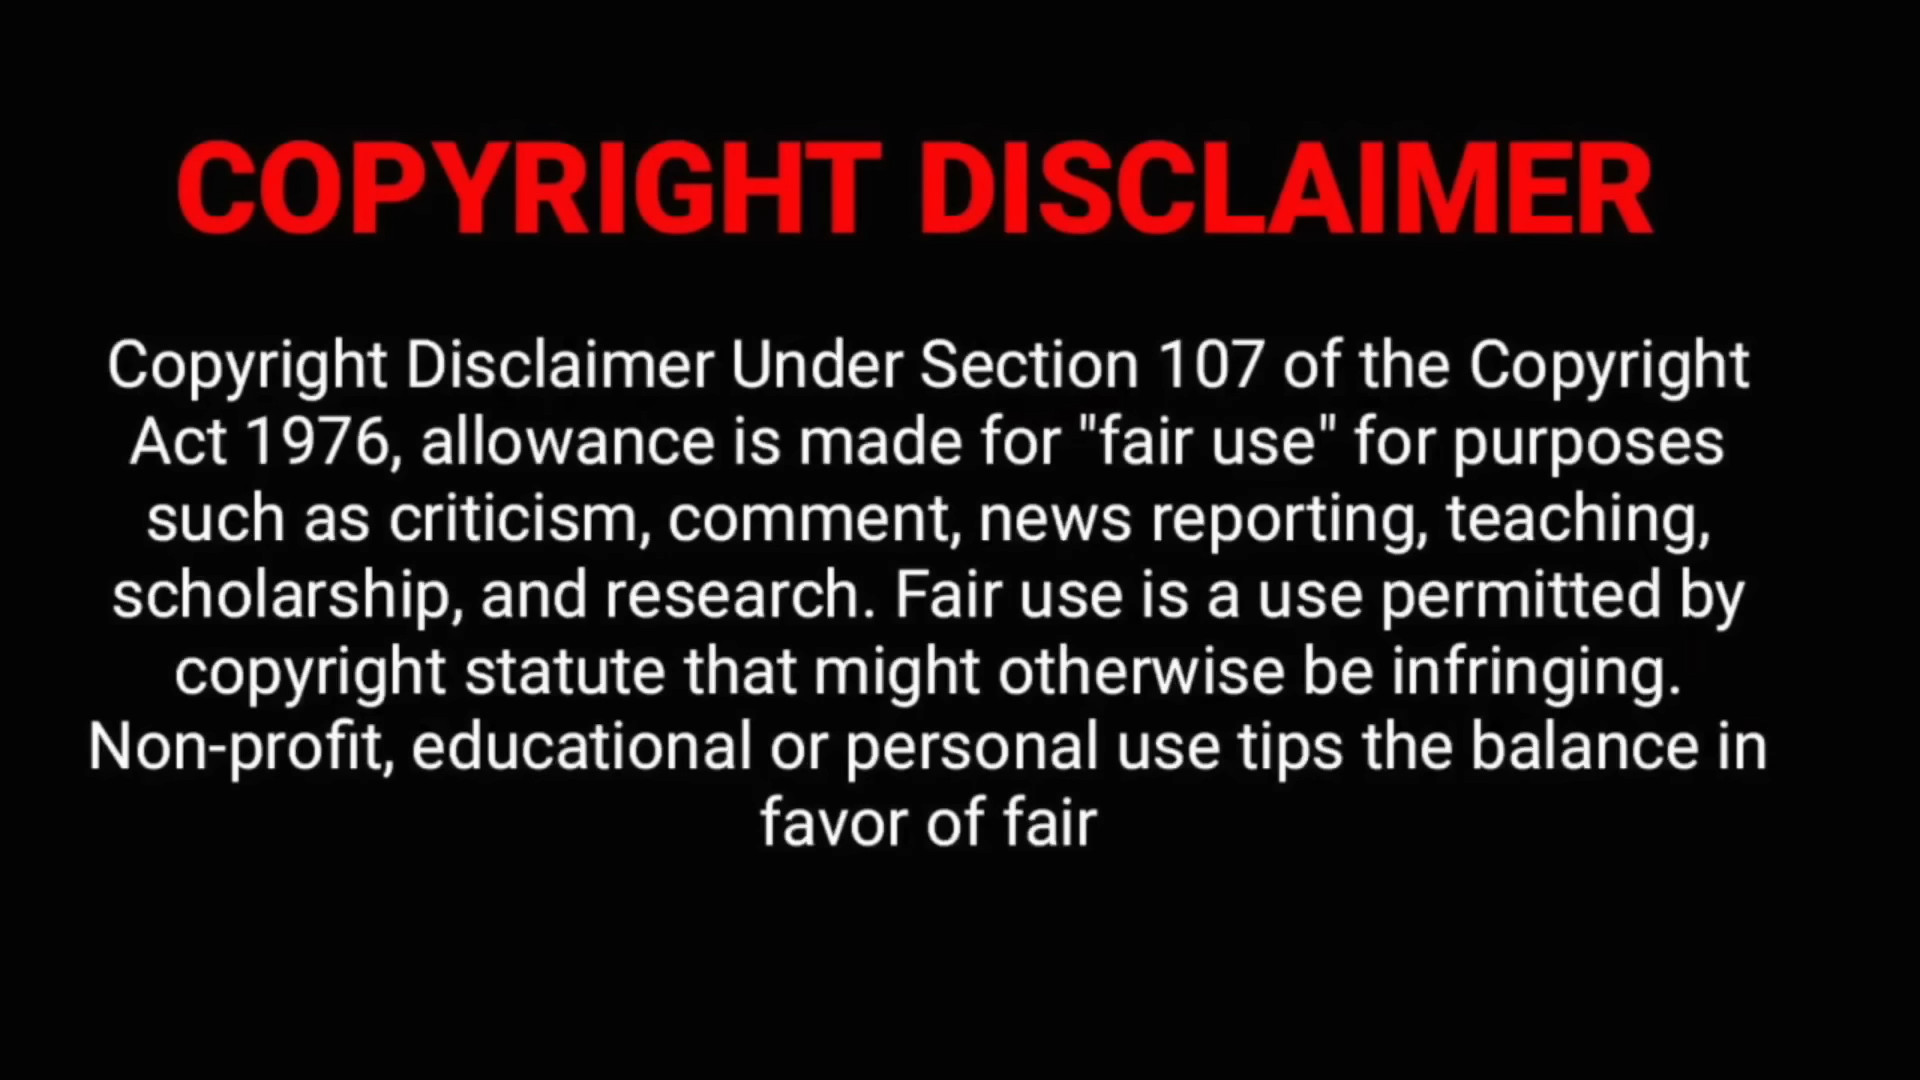 COPYRIGHT DISCLAIMER
Copyright Disclaimer Under Section 107 of the Copyright
Act 1976, allowance is made for "fair use" for purposes
such as criticism, comment, news reporting, teaching,
scholarship, and research. Fair use is a use permitted by
copyright statute that might otherwise be infringing.
Non-profit, educational or personal use tips the balance in
favor of fair